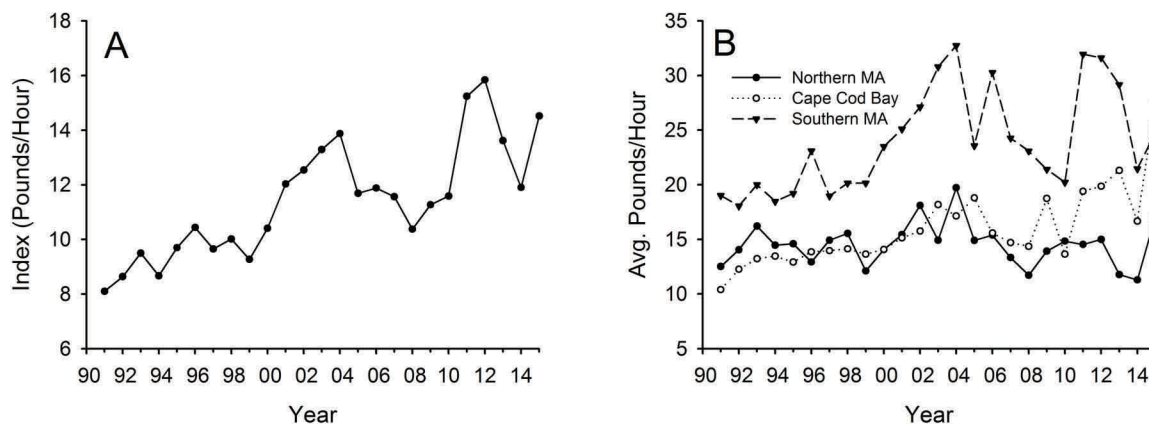 A
Index (Pounds/Hour)
18
16
14
12
10
8
6
90 92 94 96 98 00 02 04 06 08 10 12 14
Year
B
Avg. Pounds/Hour
35
30
25
20
15
10
5
Northern MA
Cape Cod Bay
Southern MA
90 92 94 96 98 00 02 04 06 08 10 12 14
Year